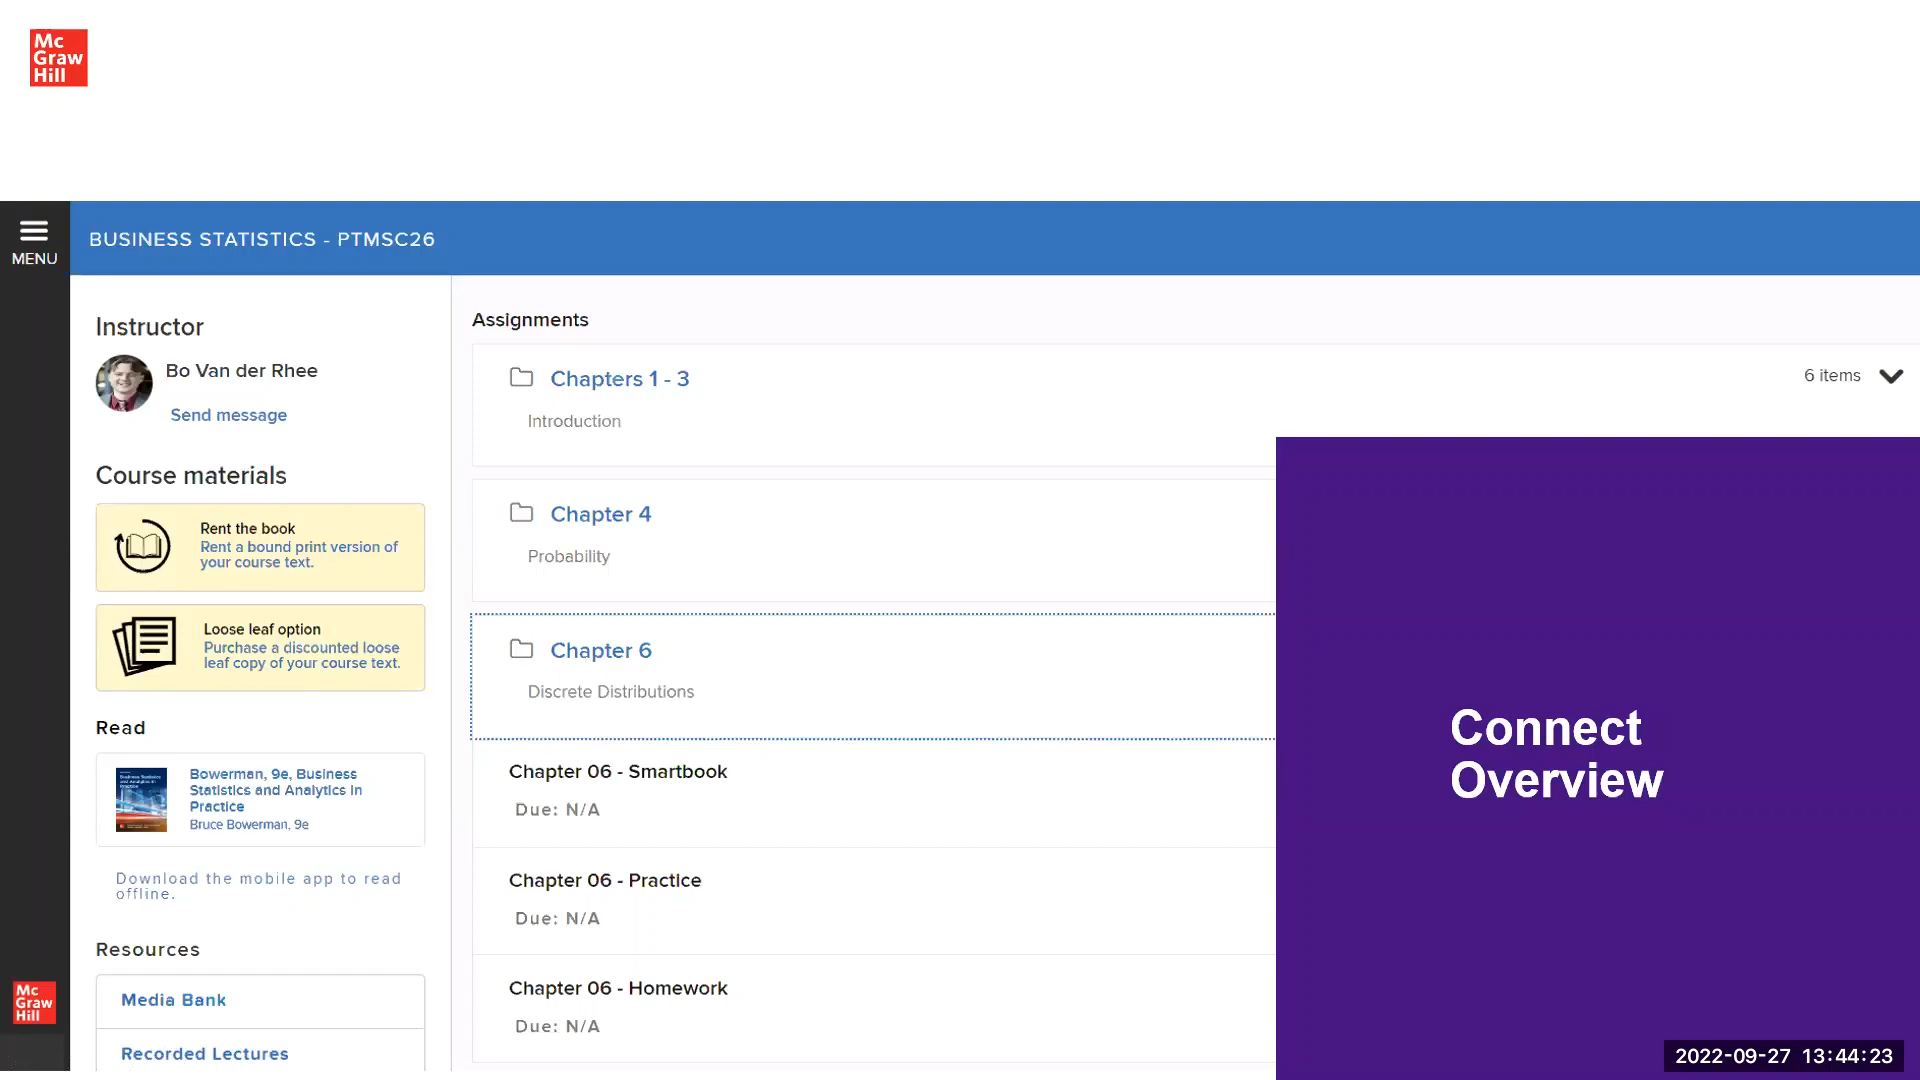 Mc
Graw
Hill
MENU
BUSINESS STATISTICS - PTMSC26
Instructor
Bo Van der Rhee
Send message
Course materials
Rent the book
Rent a bound print version of
your course text.
Loose leaf option
Purchase a discounted loose
leaf copy of your course text.
Read
Bowerman, 9e, Business
Statistics and Analytics in
Practice
Bruce Bowerman, 9e
Download the mobile app to read
offline.
Resources
Media Bank
Recorded Lectures
Mc
Graw
Hill
Assignments
Chapters 1 - 3
6 items
Introduction
Chapter 4
Probability
Chapter 6
Discrete Distributions
Chapter 06 - Smartbook
Due: N/A
Chapter 06 - Practice
Due: N/A
Chapter 06 - Homework
Due: N/A
Connect
Overview
2022-09-27 13:44:23